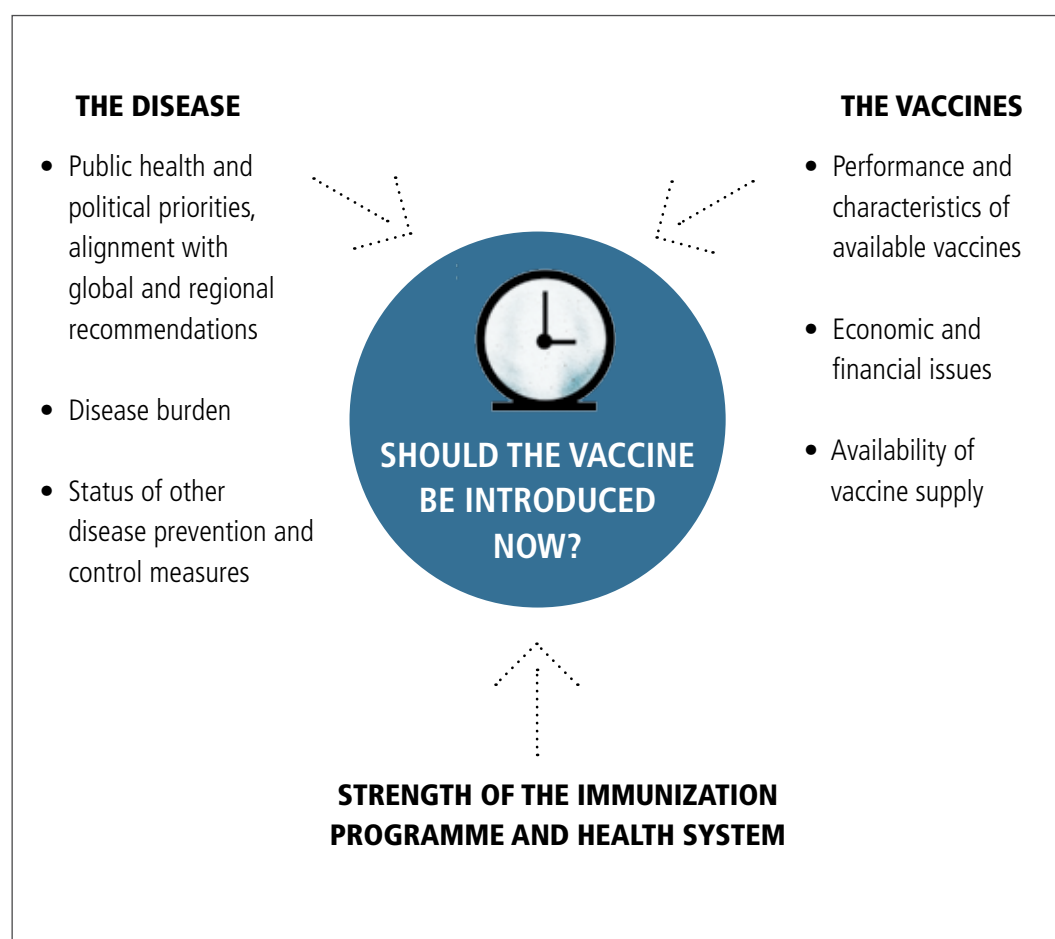 THE DISEASE
• Public health and
political priorities,
alignment with
global and regional
recommendations
• Disease burden
• Status of other
disease prevention and
control measures
THE VACCINES
• Performance and
characteristics of
available vaccines
• Economic and
financial issues
• Availability of
vaccine supply
SHOULD THE VACCINE
BE INTRODUCED
NOW?
STRENGTH OF THE IMMUNIZATION
PROGRAMME AND HEALTH SYSTEM